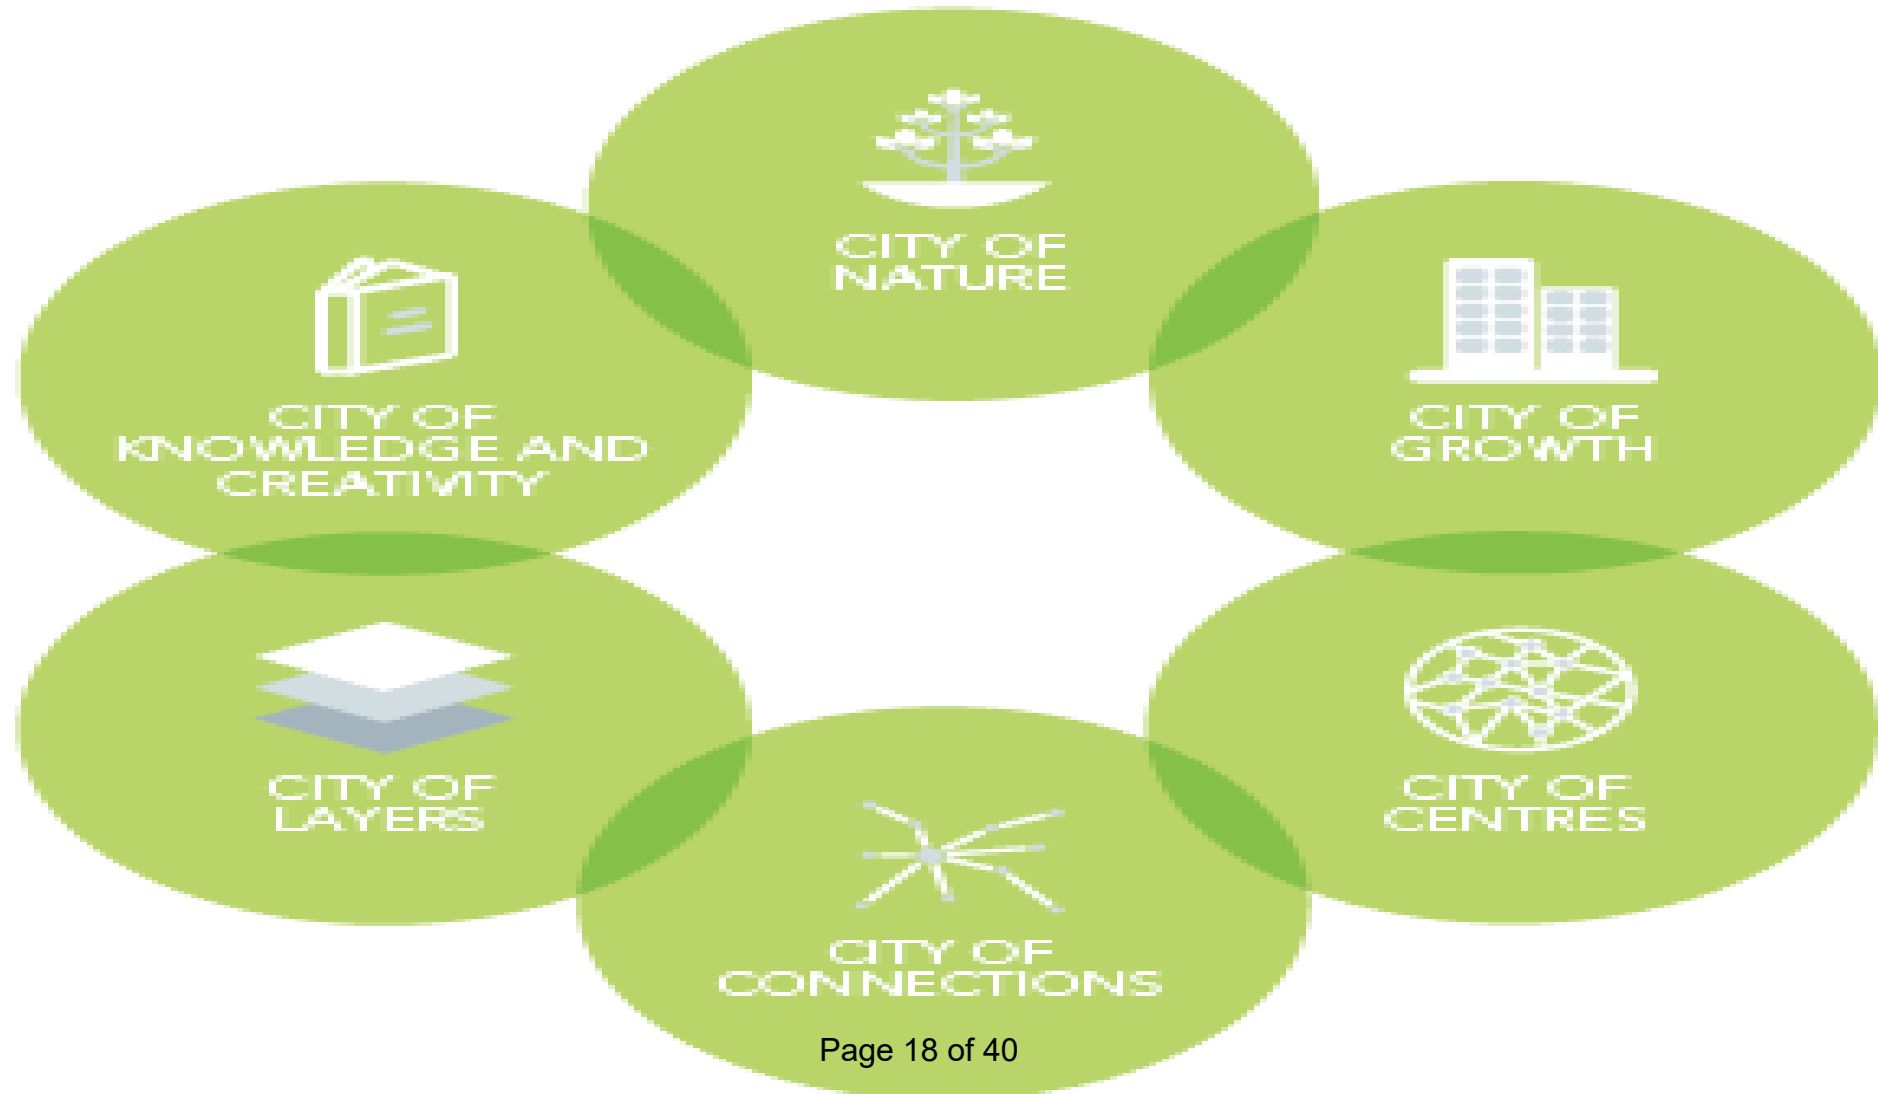 CITY OF
NATURE
CITY OF
KNOWLEDGE AND
CREATIVITY
CITY OF
GROWTH
CITY OF
LAYERS
CITY OF
CENTRES
CITY OF
CONNECTIONS
Page 18 of 40